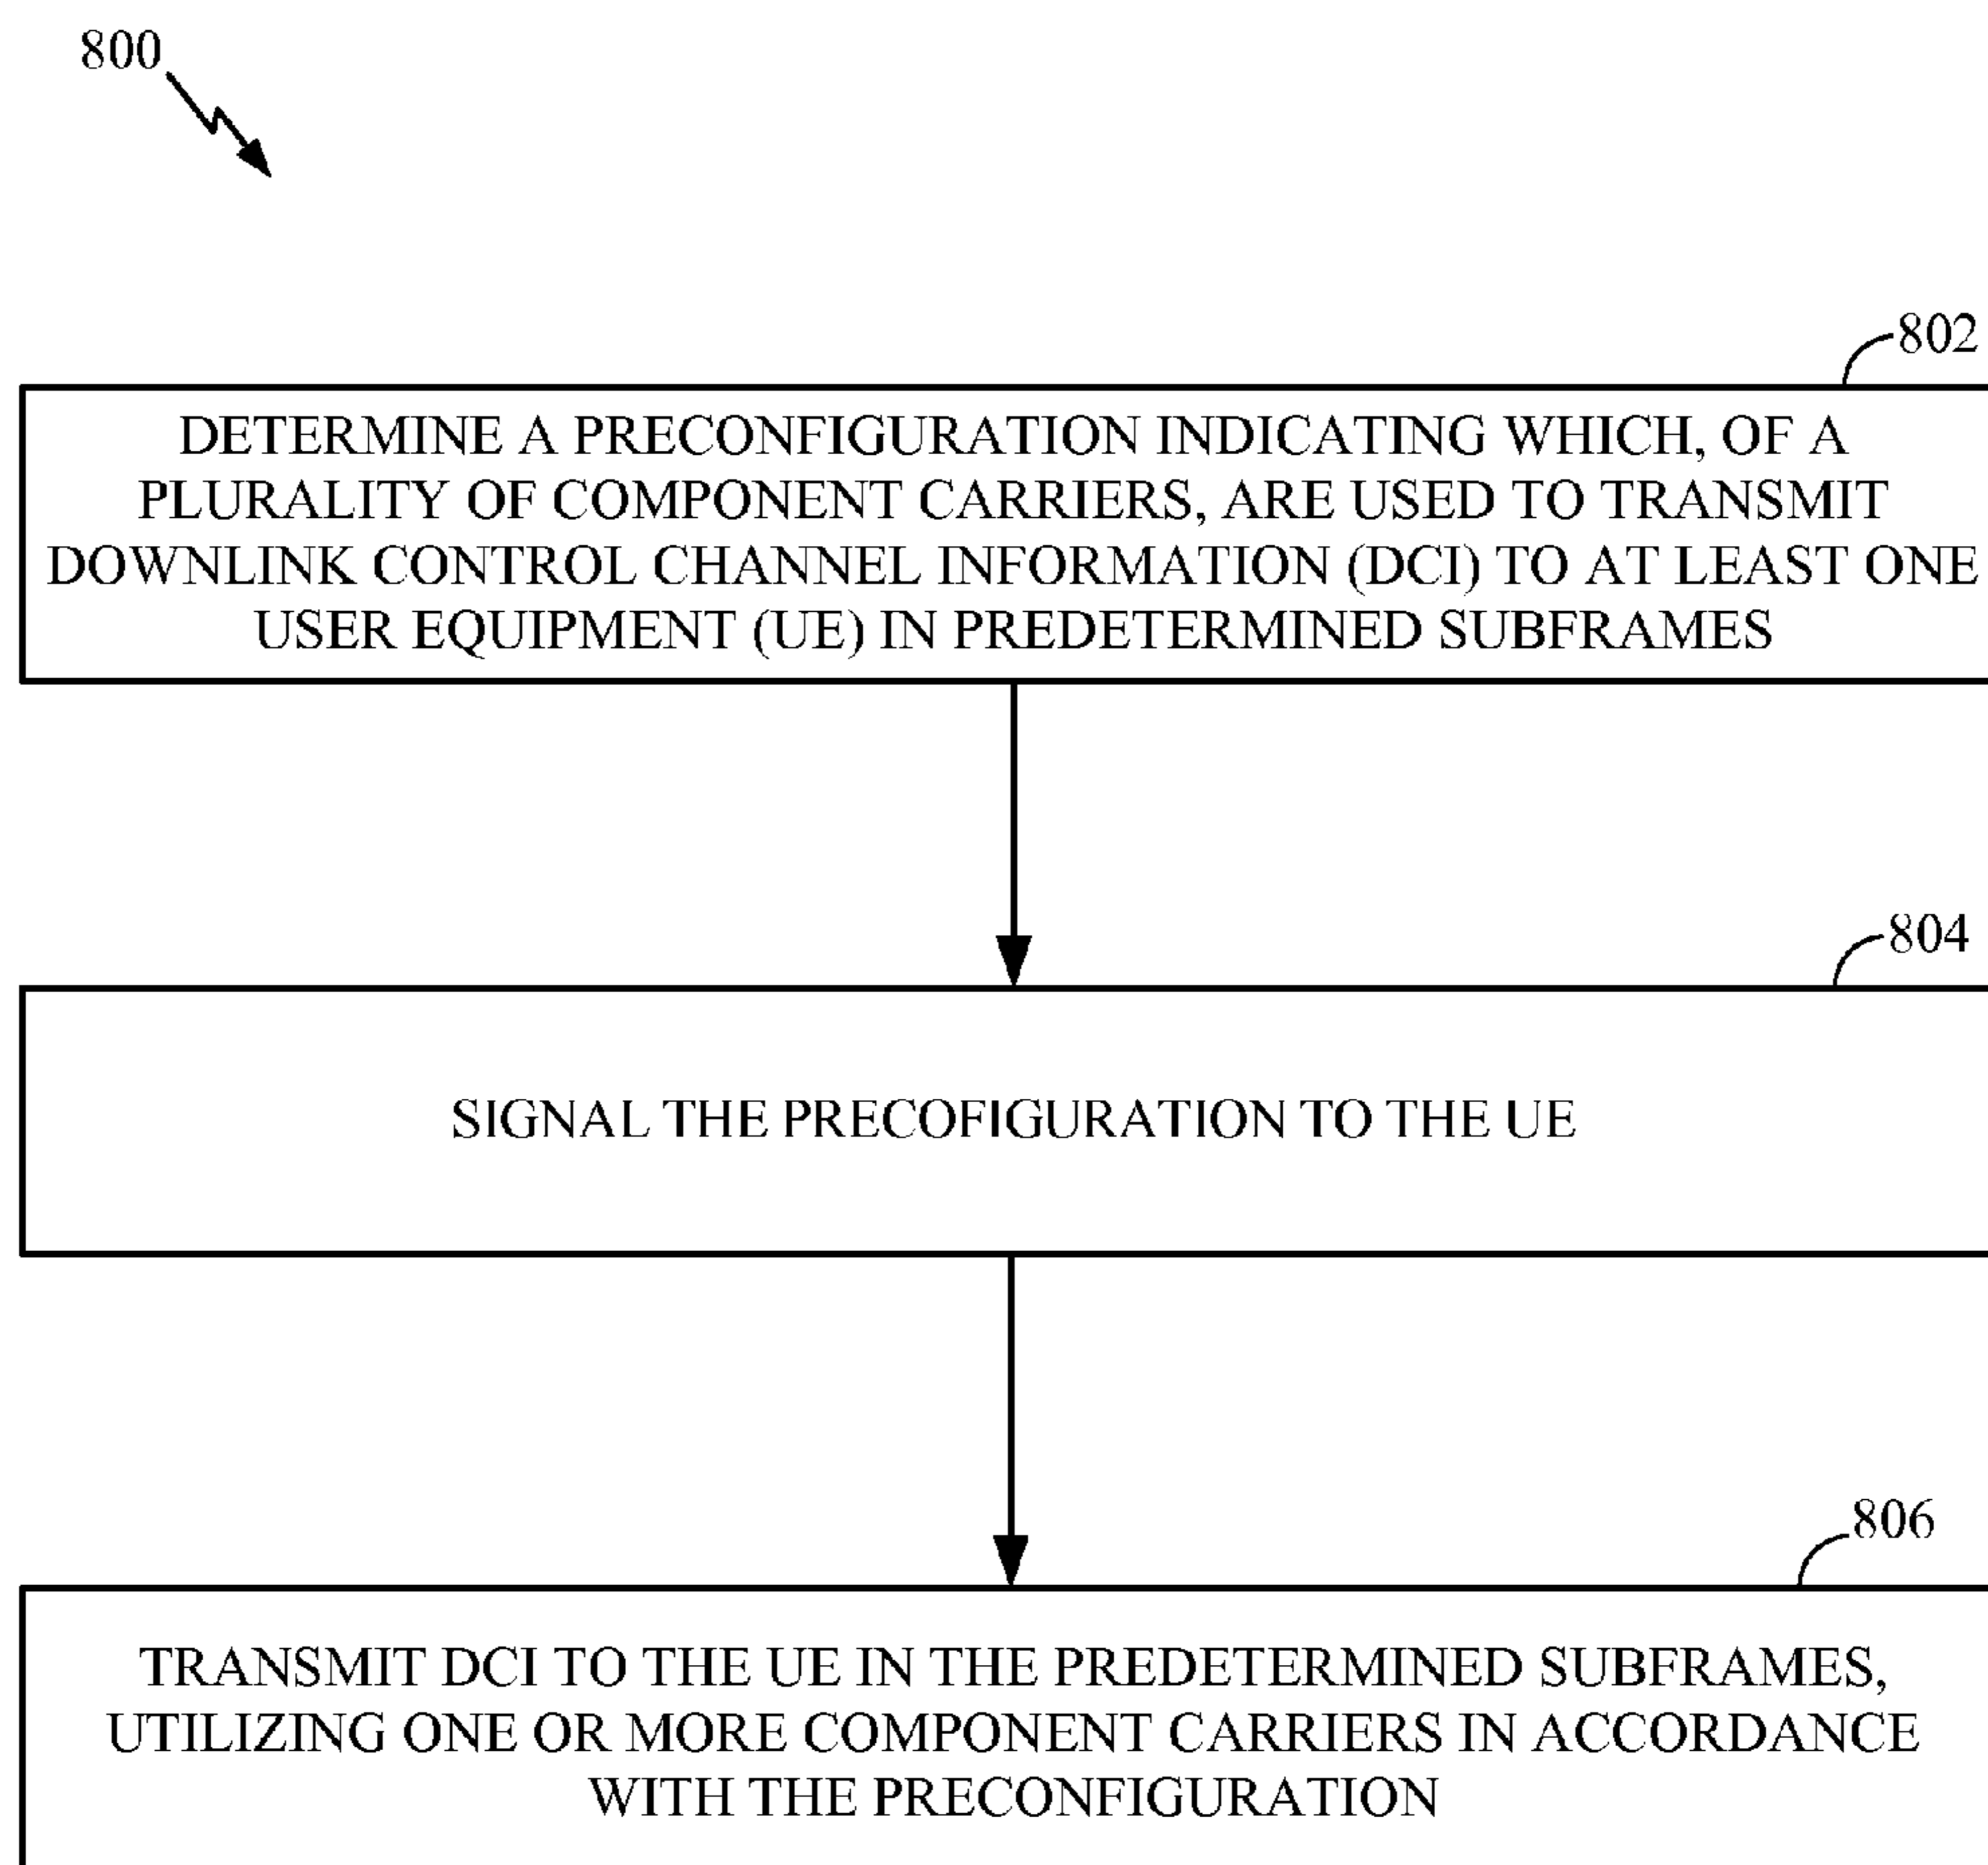 800
802
DETERMINE A PRECONFIGURATION INDICATING WHICH, OF A
PLURALITY OF COMPONENT CARRIERS, ARE USED TO TRANSMIT
DOWNLINK CONTROL CHANNEL INFORMATION (DCI) TO AT LEAST ONE
USER EQUIPMENT (UE) IN PREDETERMINED SUBFRAMES
804
SIGNAL THE PRECOFIGURATION TO THE UE
806
TRANSMIT DCI TO THE UE IN THE PREDETERMINED SUBFRAMES,
UTILIZING ONE OR MORE COMPONENT CARRIERS IN ACCORDANCE
WITH THE PRECONFIGURATION